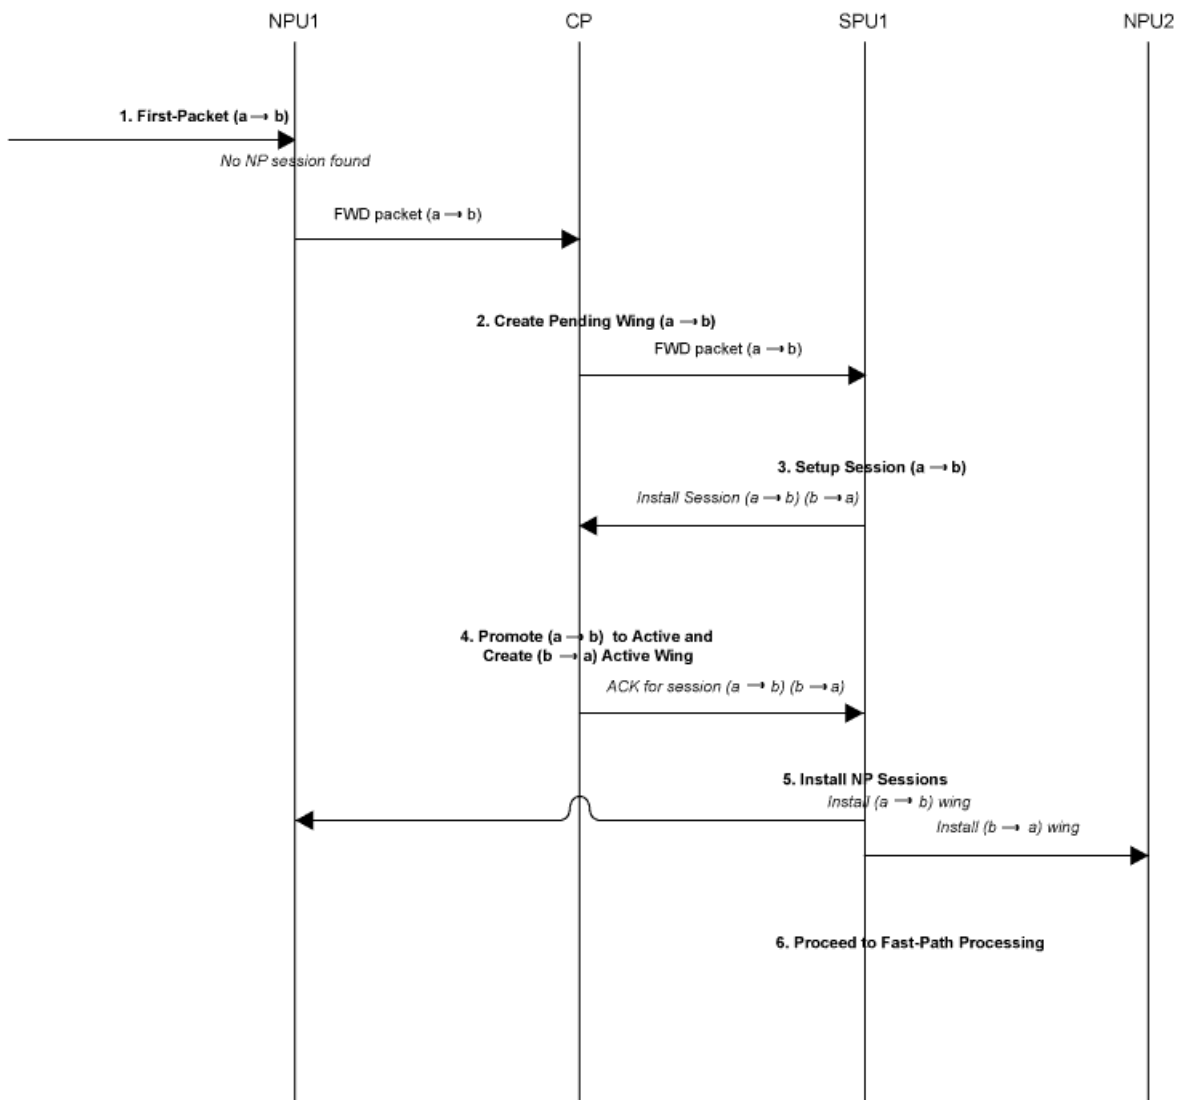 NPU1 CP SPU1 NPU2
1. First-Packet (a → b)
No NP session found
FWD packet (a → b)
2. Create Pending Wing (a → b)
FWD packet (a → b)
3. Setup Session (a → b)
Install Session (a → b) (b → a)
4. Promote (a → b) to Active and
Create (b → a) Active Wing
ACK for session (a → b) (b → a)
5. Install NP Sessions
Install (a → b) wing
Install (b → a) wing
6. Proceed to Fast-Path Processing